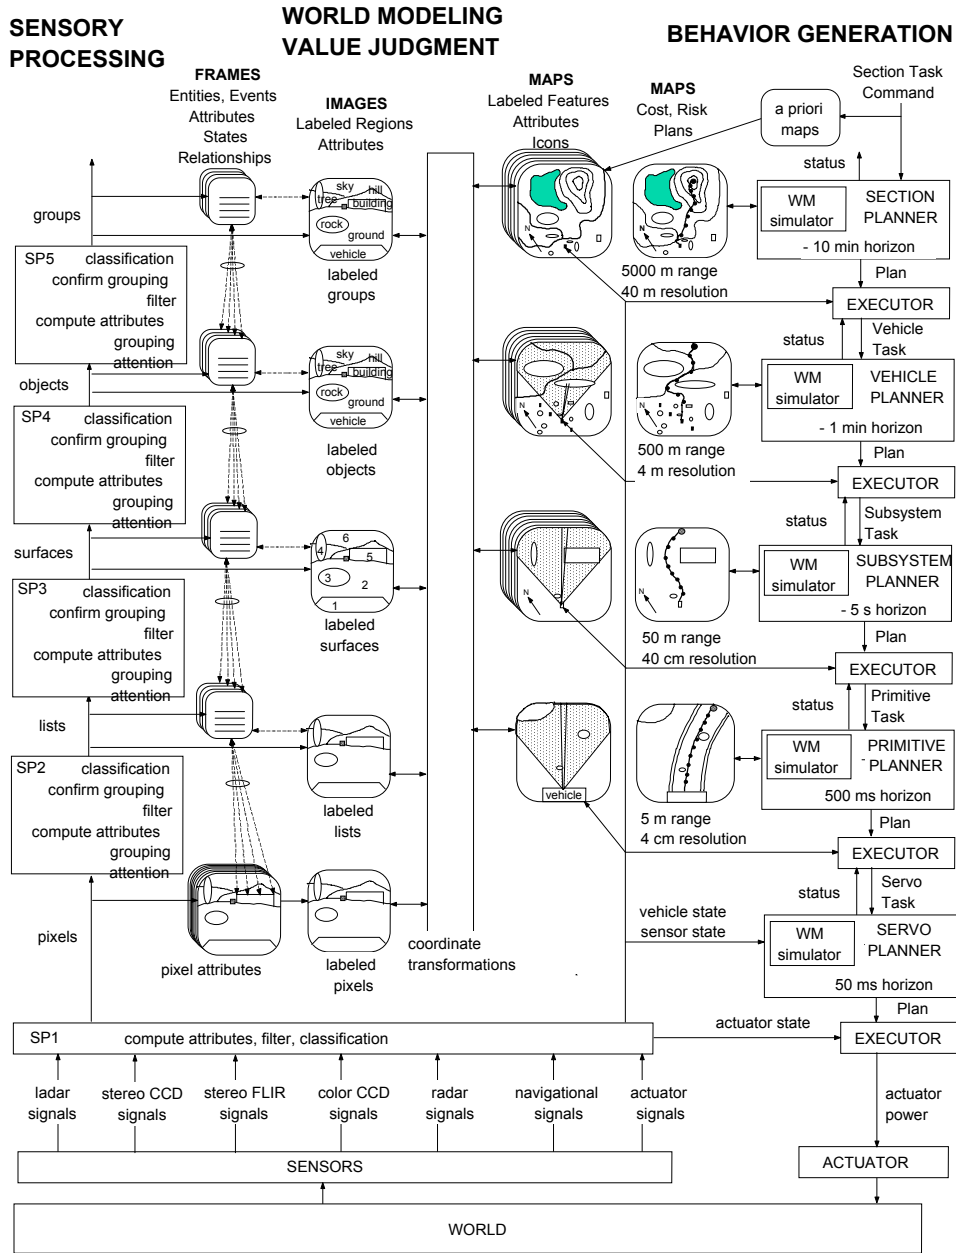 SENSORY
PROCESSING
WORLD MODELING
VALUE JUDGMENT
BEHAVIOR GENERATION
FRAMES
Entities, Events
Attributes
States
Relationships
IMAGES
Labeled Regions
Attributes
MAPS
Labeled Features
Attributes
Icons
MAPS
Cost, Risk
Plans
a priori
maps
Section Task
Command
status
groups
sky
hill
tree
building
rock
ground
vehicle
labeled
groups
N
N
5000 m range
40 m resolution
WM
simulator
SECTION
PLANNER
- 10 min horizon
Plan
EXECUTOR
SP5 classification
confirm grouping
filter
compute attributes
grouping
attention
status
Vehicle
Task
objects
sky
hill
tree
building
rock
ground
vehicle
labeled
objects
N
N
500 m range
4 m resolution
WM
simulator
VEHICLE
PLANNER
- 1 min horizon
Plan
EXECUTOR
SP4 classification
confirm grouping
filter
compute attributes
grouping
attention
status
Subsystem
Task
surfaces
6
4
5
3
2
1
labeled
surfaces
N
N
50 m range
40 cm resolution
WM
simulator
SUBSYSTEM
PLANNER
- 5 s horizon
Plan
EXECUTOR
SP3 classification
confirm grouping
filter
compute attributes
grouping
attention
status
Primitive
Task
lists
labeled
lists
vehicle
5 m range
4 cm resolution
WM
simulator
PRIMITIVE
- PLANNER
500 ms horizon
Plan
EXECUTOR
SP2 classification
confirm grouping
filter
compute attributes
grouping
attention
status
Servo
Task
pixels
pixel attributes
labeled
pixels
coordinate
transformations
vehicle state
sensor state
WM
simulator
SERVO
PLANNER
50 ms horizon
Plan
actuator state
EXECUTOR
SP1 compute attributes, filter, classification
ladar
signals
stereo CCD
signals
stereo FLIR
signals
color CCD
signals
radar
signals
navigational
signals
actuator
signals
actuator
power
SENSORS
ACTUATOR
WORLD